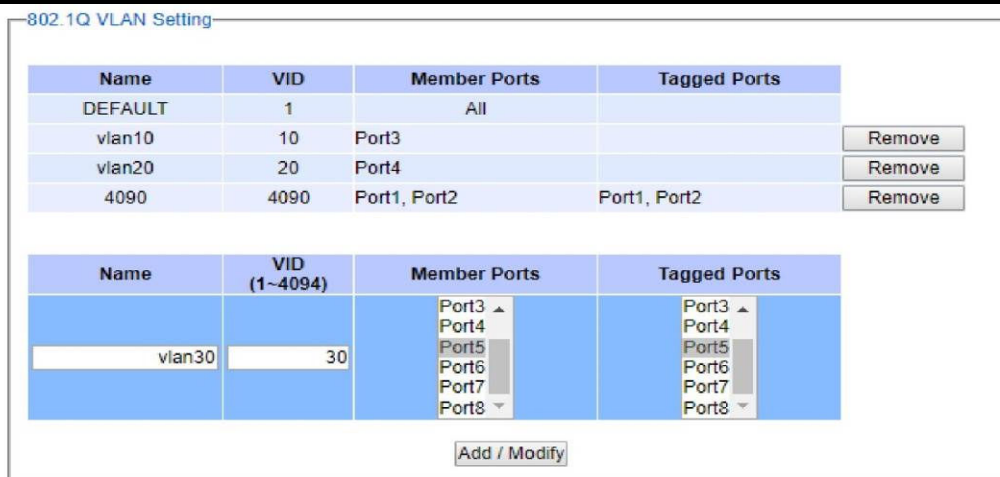 802.1Q VLAN Setting
Name VID Member Ports Tagged Ports
DEFAULT 1 All
vlan10 10 Port3 Remove
vlan20 20 Port4 Remove
4090 4090 Port1, Port2 Port1, Port2 Remove
Name VID (1~4094) Member Ports Tagged Ports
Port3 Port3
Port4 Port4
vlan30 30 Port5 Port5
Port6 Port6
Port7 Port7
Port8 Port8
Add / Modify